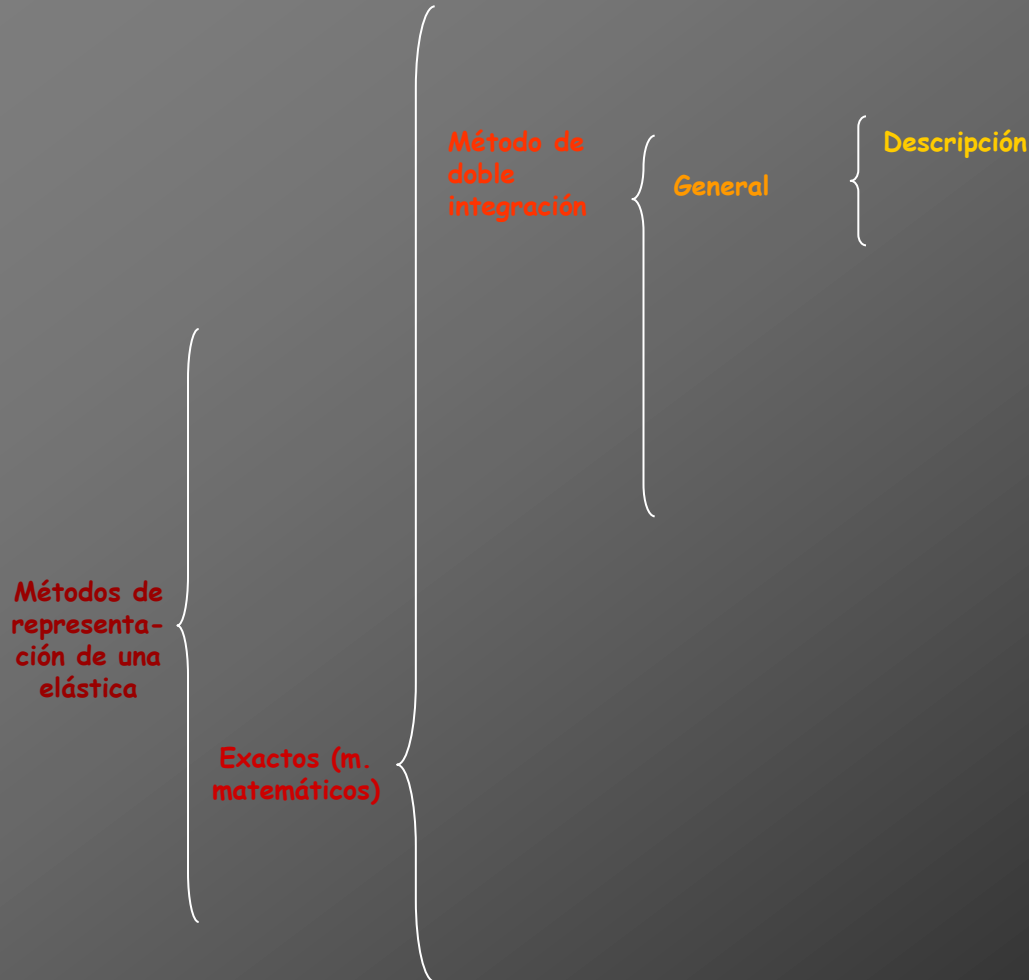 Método de
doble
integración
General
Descripción
Métodos de
representa-
ción de una
elástica
Exactos (m.
matemáticos)